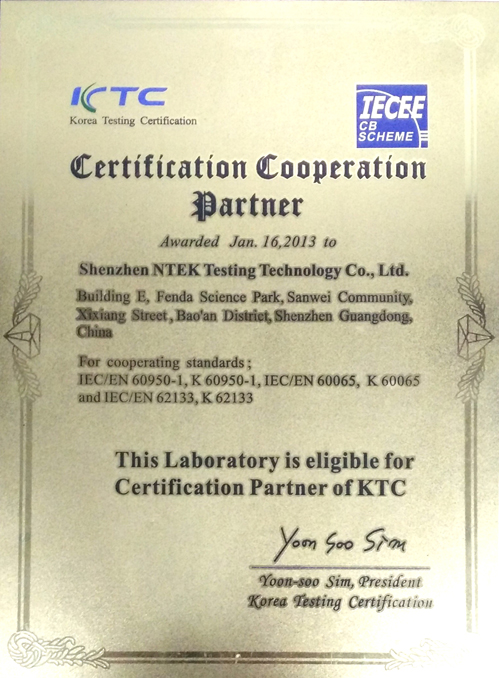 KTC
Korea Testing Certification
IECEE
CB
SCHEME
Certification Cooperation
Partner
Awarded Jan. 16,2013 to
Shenzhen NTEK Testing Technology Co., Ltd.
Building E, Fenda Science Park, Sanwei Community,
Xixiang Street, Bao'an District, Shenzhen Guangdong,
China
For cooperating standards ;
IEC/EN 60950-1, K 60950-1, IEC/EN 60065, K 60065
and IEC/EN 62133, K 62133
This Laboratory is eligible for
Certification Partner of KTC
Yoon Soo Sim
Yoon-soo Sim, President
Korea Testing Certification